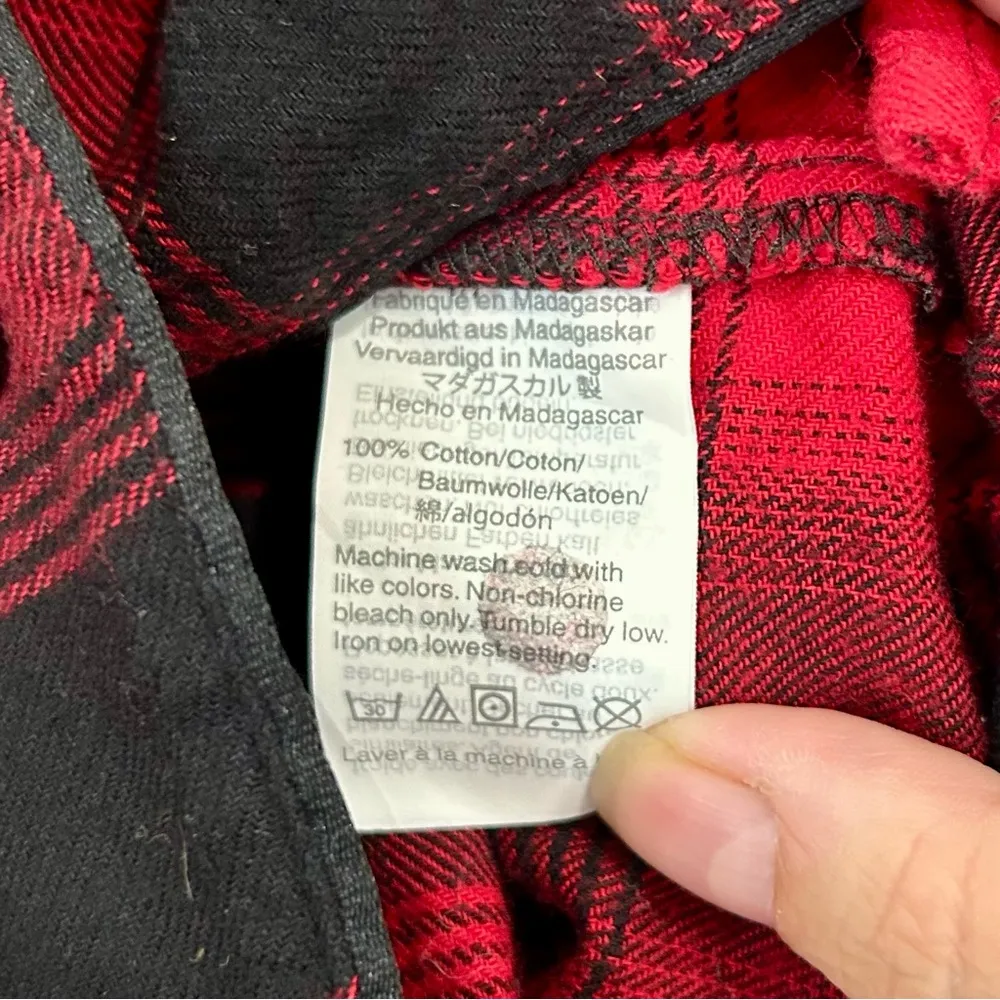 Fabriqué en Madagascar
Produkt aus Madagaskar
Vervaardigd in Madagascar
マダガスカル 製
Hecho en Madagascar
100% Cotton/Coton/
Baumwolle/Katoen/
綿/algodón
Machine wash cold with
like colors. Non-chlorine
bleach only. Tumble dry low.
Iron on lowest setting.
30
Laver à la machine à